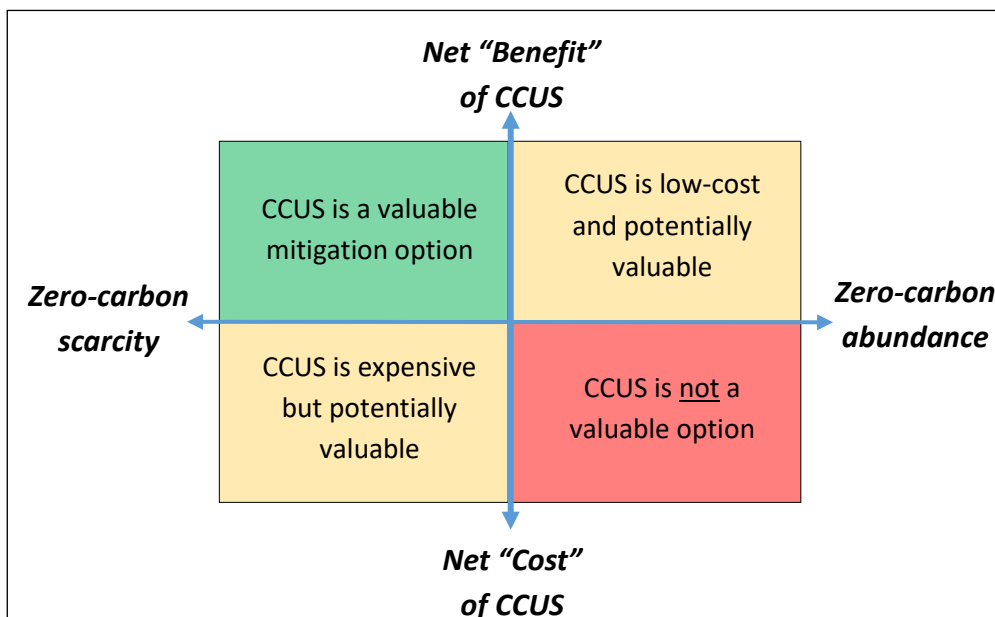 Net “Benefit”
of CCUS
CCUS is a valuable
mitigation option
CCUS is low-cost
and potentially
valuable
Zero-carbon
scarcity
Zero-carbon
abundance
CCUS is expensive
but potentially
valuable
CCUS is not a
valuable option
Net “Cost”
of CCUS